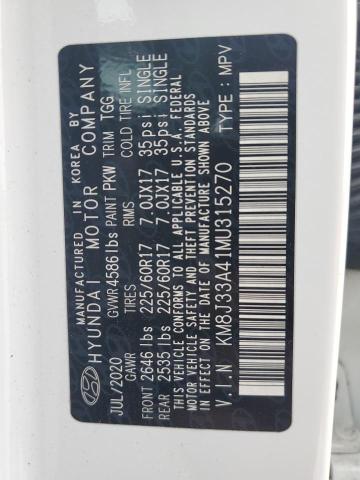 MANUFACTURED IN KOREA BY
HYUNDAI MOTOR COMPANY
JUL/2020 GVWR 4586 lbs PAINT PKW TRIM TGG
GAWR TIRES RIMS COLD TIRE INFL
FRONT 2646 lbs 225/60R17 7.0JX17 35psi SINGLE
REAR 2535 lbs 225/60R17 7.0JX17 35psi SINGLE
THIS VEHICLE CONFORMS TO ALL APPLICABLE U.S.A. FEDERAL
MOTOR VEHICLE SAFETY AND THEFT PREVENTION STANDARDS
IN EFFECT ON THE DATE OF MANUFACTURE SHOWN ABOVE.
V.I.N KM8J33A41MU315270 TYPE: MPV